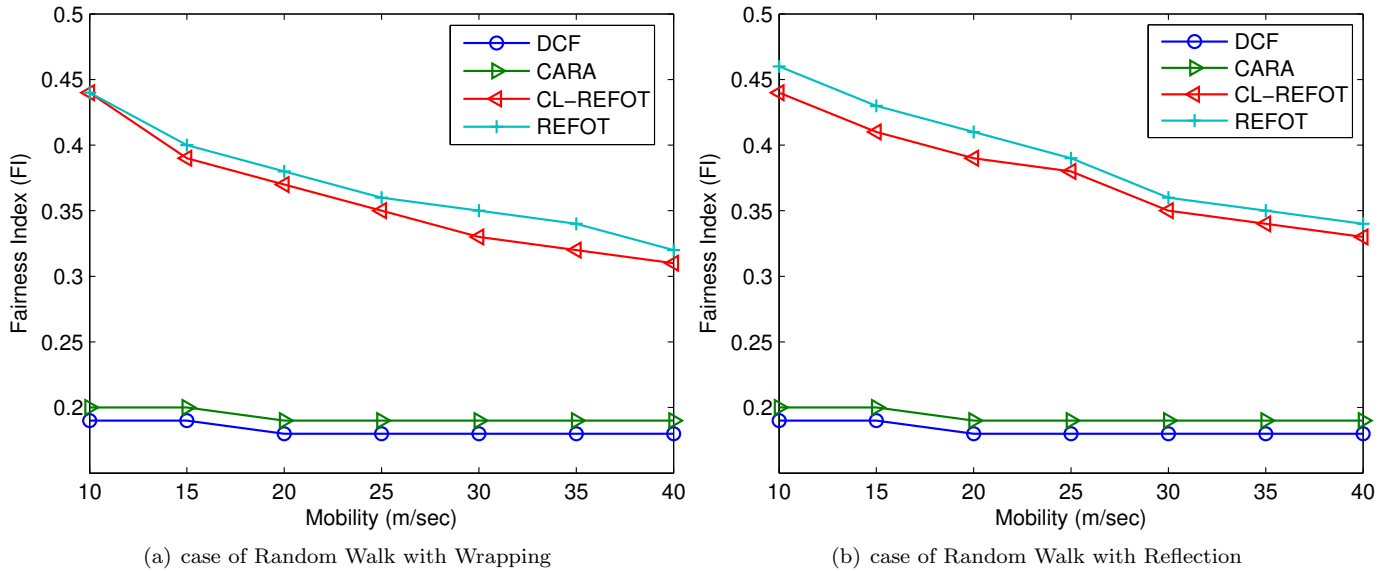 0.5
0.45
0.4
0.35
0.3
0.25
0.2
Fairness Index (FI)
DCF
CARA
CL-REFOT
REFOT
10 15 20 25 30 35 40
Mobility (m/sec)
(a) case of Random Walk with Wrapping
0.5
0.45
0.4
0.35
0.3
0.25
0.2
Fairness Index (FI)
DCF
CARA
CL-REFOT
REFOT
10 15 20 25 30 35 40
Mobility (m/sec)
(b) case of Random Walk with Reflection